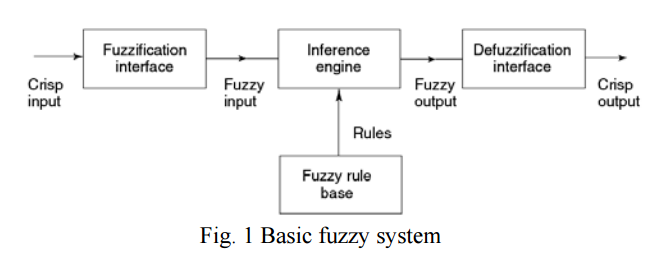 Fuzzification
interface
Inference
engine
Defuzzification
interface
Crisp
input
Fuzzy
input
Fuzzy
output
Crisp
output
Rules
Fuzzy rule
base
Fig. 1 Basic fuzzy system